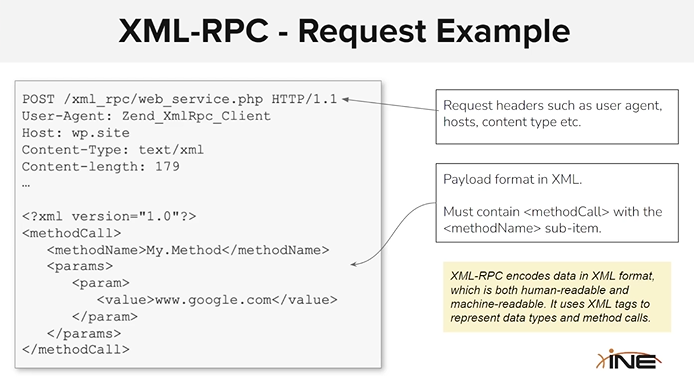 XML-RPC - Request Example
POST /xml_rpc/web_service.php HTTP/1.1
User-Agent: Zend_XmlRpc_Client
Host: wp.site
Content-Type: text/xml
Content-length: 179
…
<?xml version="1.0"?>
<methodCall>
<methodName>My.Method</methodName>
<params>
<param>
<value>www.google.com</value>
</param>
</params>
</methodCall>
Request headers such as user agent,
hosts, content type etc.
Payload format in XML.
Must contain <methodCall> with the
<methodName> sub-item.
XML-RPC encodes data in XML format,
which is both human-readable and
machine-readable. It uses XML tags to
represent data types and method calls.
INE